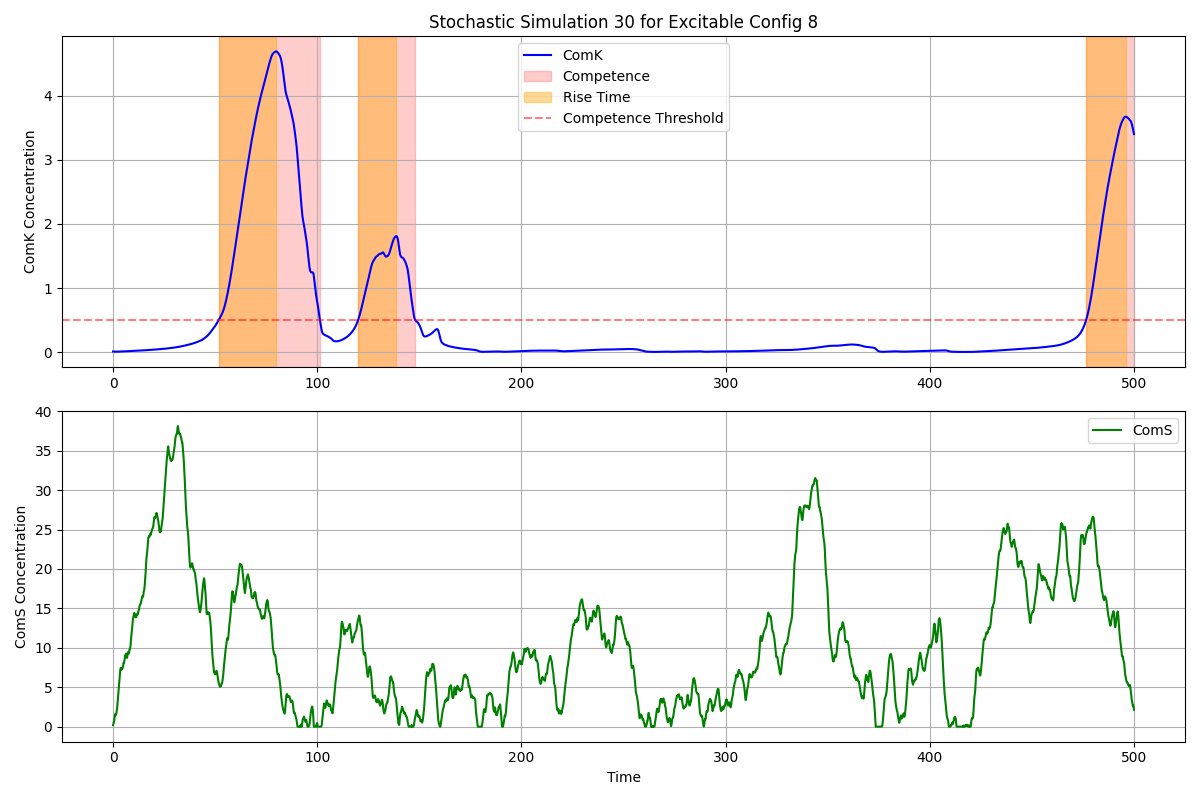 Stochastic Simulation 30 for Excitable Config 8
ComK
Competence
Rise Time
Competence Threshold
ComK Concentration
4
3
2
1
0
0 100 200 300 400 500
ComS
ComS Concentration
40
35
30
25
20
15
10
5
0
0 100 200 300 400 500
Time